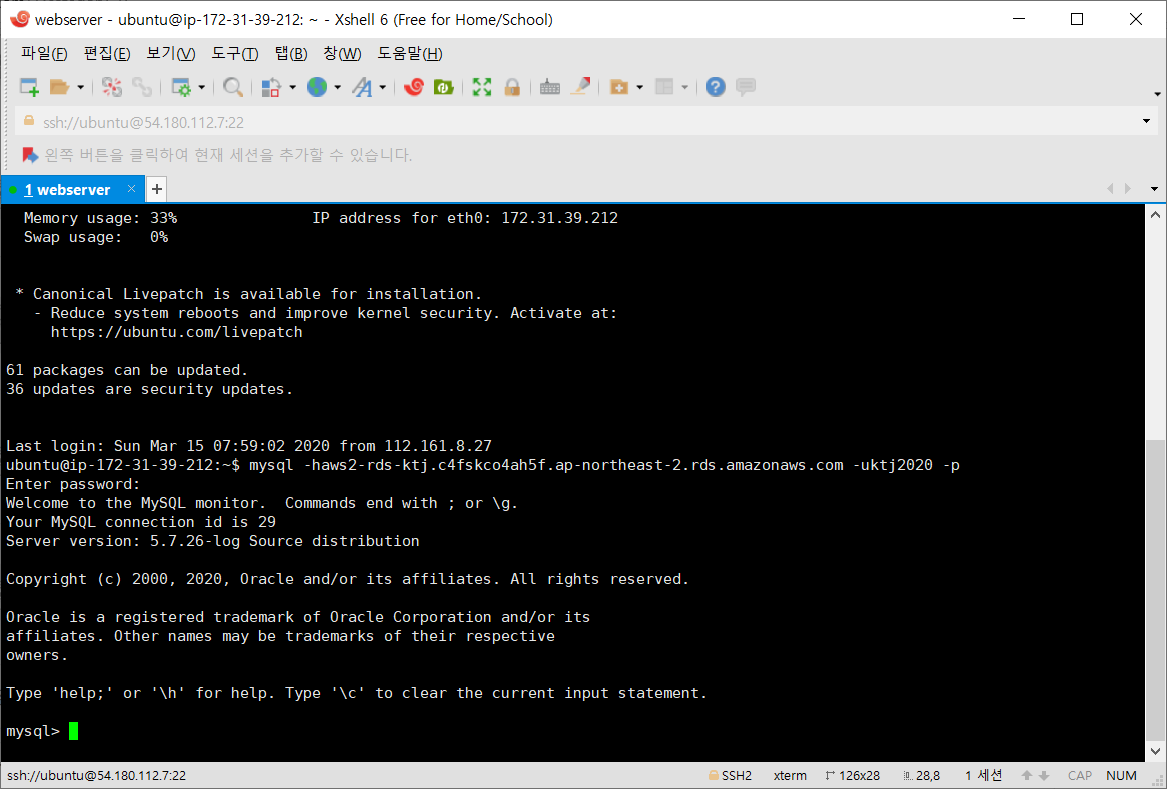 webserver - ubuntu@ip-172-31-39-212: ~ - Xshell 6 (Free for Home/School)
파일(F) 편집(E) 보기(V) 도구(T) 탭(B) 창(W) 도움말(H)
ssh://ubuntu@54.180.112.7:22
왼쪽 버튼을 클릭하여 현재 세션을 추가할 수 있습니다.
1 webserver
Memory usage: 33% IP address for eth0: 172.31.39.212
Swap usage: 0%
* Canonical Livepatch is available for installation.
- Reduce system reboots and improve kernel security. Activate at:
https://ubuntu.com/livepatch
61 packages can be updated.
36 updates are security updates.
Last login: Sun Mar 15 07:59:02 2020 from 112.161.8.27
ubuntu@ip-172-31-39-212:~$ mysql -haws2-rds-ktj.c4fskco4ah5f.ap-northeast-2.rds.amazonaws.com -uktj2020 -p
Enter password:
Welcome to the MySQL monitor.  Commands end with ; or \g.
Your MySQL connection id is 29
Server version: 5.7.26-log Source distribution
Copyright (c) 2000, 2020, Oracle and/or its affiliates. All rights reserved.
Oracle is a registered trademark of Oracle Corporation and/or its
affiliates. Other names may be trademarks of their respective
owners.
Type 'help;' or '\h' for help. Type '\c' to clear the current input statement.
mysql>
ssh://ubuntu@54.180.112.7:22 SSH2 xterm 126x28 28,8 1 세션 CAP NUM